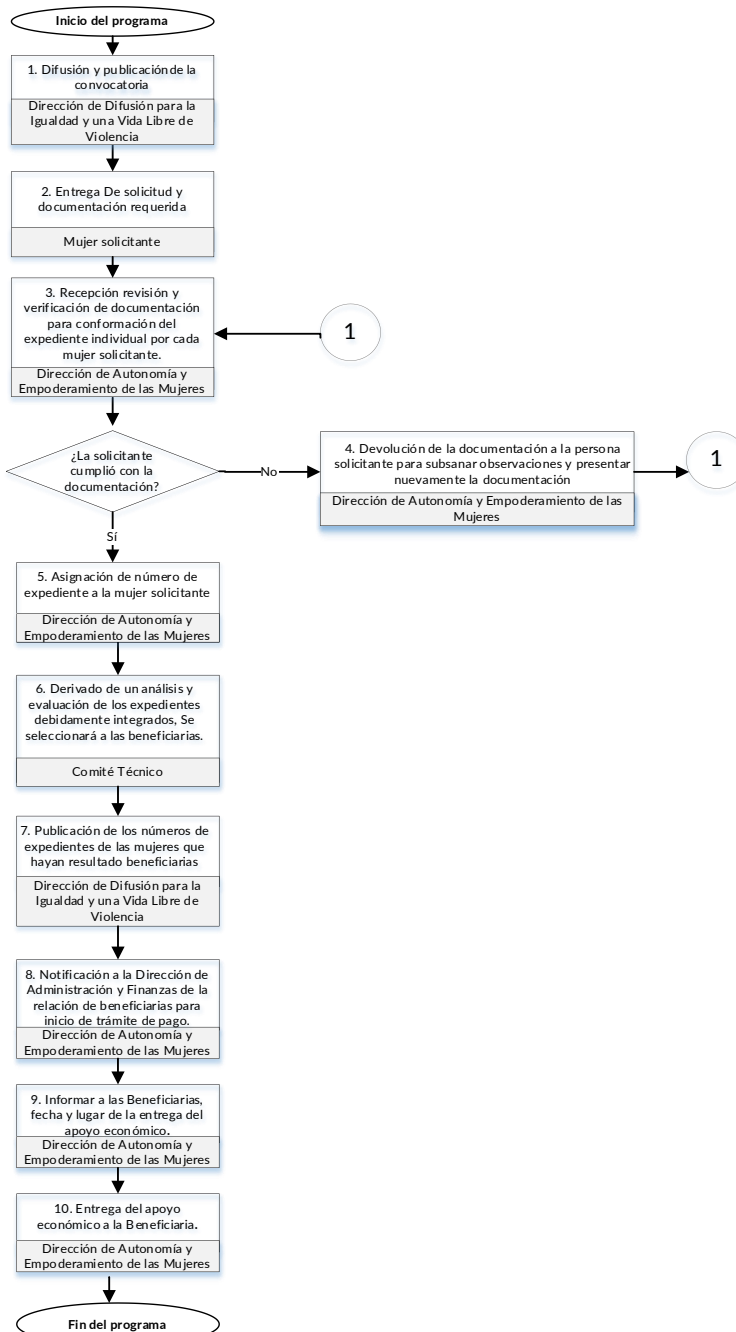 Inicio del programa
1. Difusión y publicación de la
convocatoria
Dirección de Difusión para la
Igualdad y una Vida Libre de
Violencia
2. Entrega De solicitud y
documentación requerida
Mujer solicitante
3. Recepción revisión y
verificación de documentación
para conformación del
expediente individual por cada
mujer solicitante.
Dirección de Autonomía y
Empoderamiento de las Mujeres
1
¿La solicitante
cumplió con la
documentación?
No
4. Devolución de la documentación a la persona
solicitante para subsanar observaciones y presentar
nuevamente la documentación
Dirección de Autonomía y Empoderamiento de las
Mujeres
1
Sí
5. Asignación de número de
expediente a la mujer solicitante
Dirección de Autonomía y
Empoderamiento de las Mujeres
6. Derivado de un análisis y
evaluación de los expedientes
debidamente integrados, Se
seleccionará a las beneficiarias.
Comité Técnico
7. Publicación de los números de
expedientes de las mujeres que
hayan resultado beneficiarias
Dirección de Difusión para la
Igualdad y una Vida Libre de
Violencia
8. Notificación a la Dirección de
Administración y Finanzas de la
relación de beneficiarias para
inicio de trámite de pago.
Dirección de Autonomía y
Empoderamiento de las Mujeres
9. Informar a las Beneficiarias,
fecha y lugar de la entrega del
apoyo económico.
Dirección de Autonomía y
Empoderamiento de las Mujeres
10. Entrega del apoyo
económico a la Beneficiaria.
Dirección de Autonomía y
Empoderamiento de las Mujeres
Fin del programa